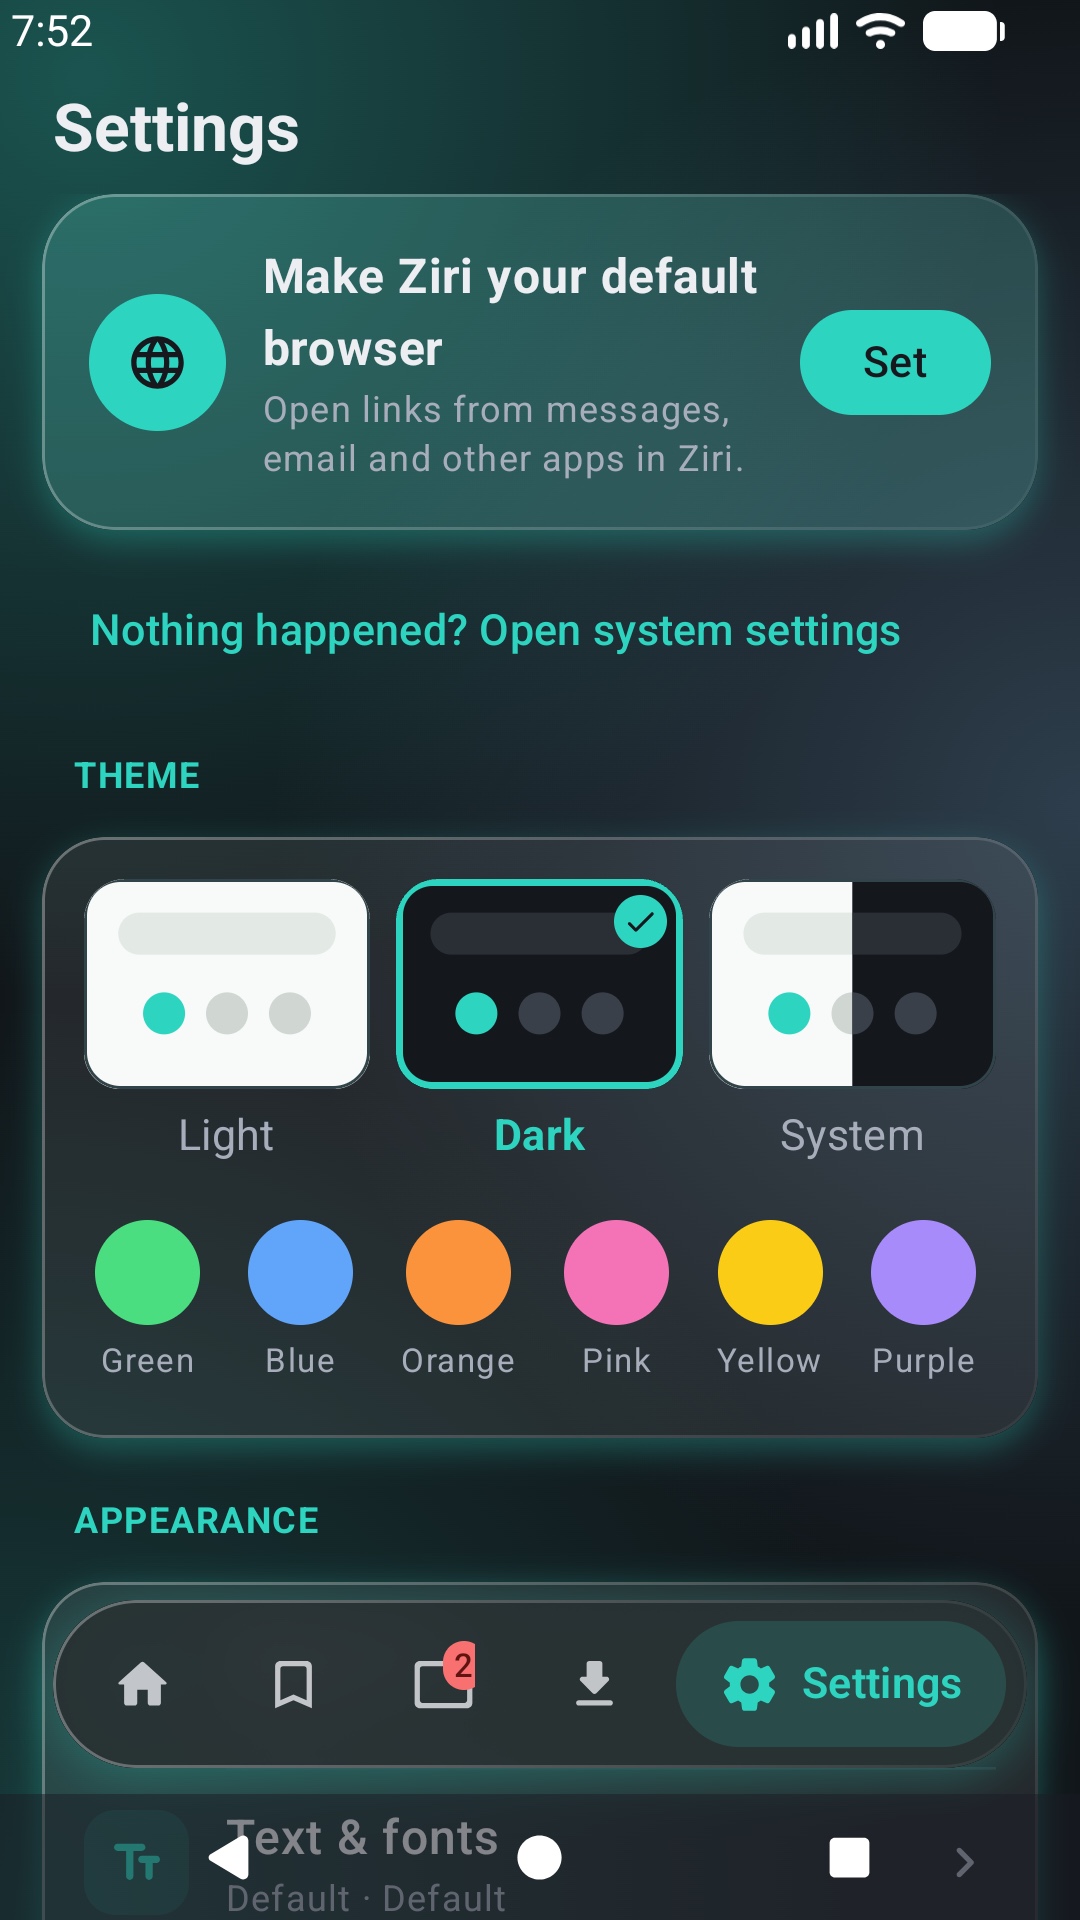 7:52
Settings
Make Ziri your default
browser
Open links from messages,
email and other apps in Ziri.
Set
Nothing happened? Open system settings
THEME
Light
Dark
System
Green
Blue
Orange
Pink
Yellow
Purple
APPEARANCE
2
Settings
Text & fonts
Default · Default